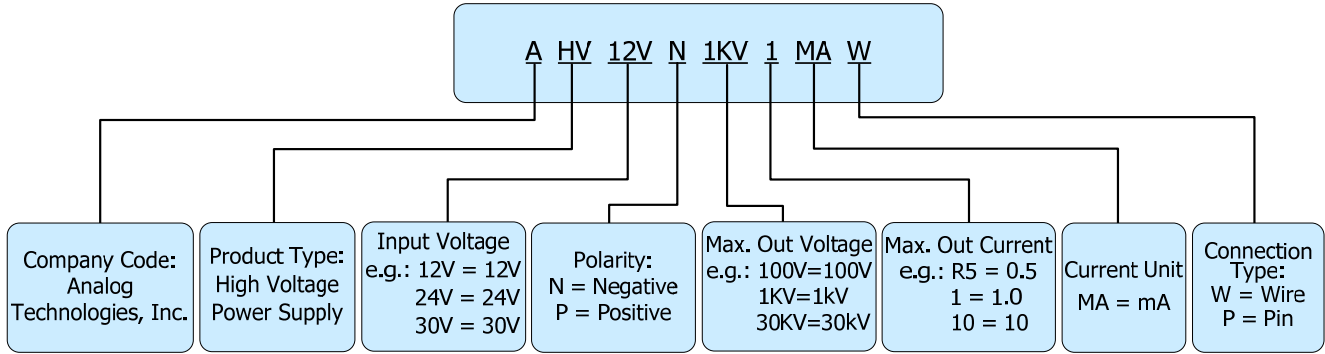 A HV 12V N 1KV 1 MA W
Company Code:
Analog
Technologies, Inc.
Product Type:
High Voltage
Power Supply
Input Voltage
e.g.: 12V = 12V
24V = 24V
30V = 30V
Polarity:
N = Negative
P = Positive
Max. Out Voltage
e.g.: 100V=100V
1KV=1kV
30KV=30kV
Max. Out Current
e.g.: R5 = 0.5
1 = 1.0
10 = 10
Current Unit
MA = mA
Connection
Type:
W = Wire
P = Pin